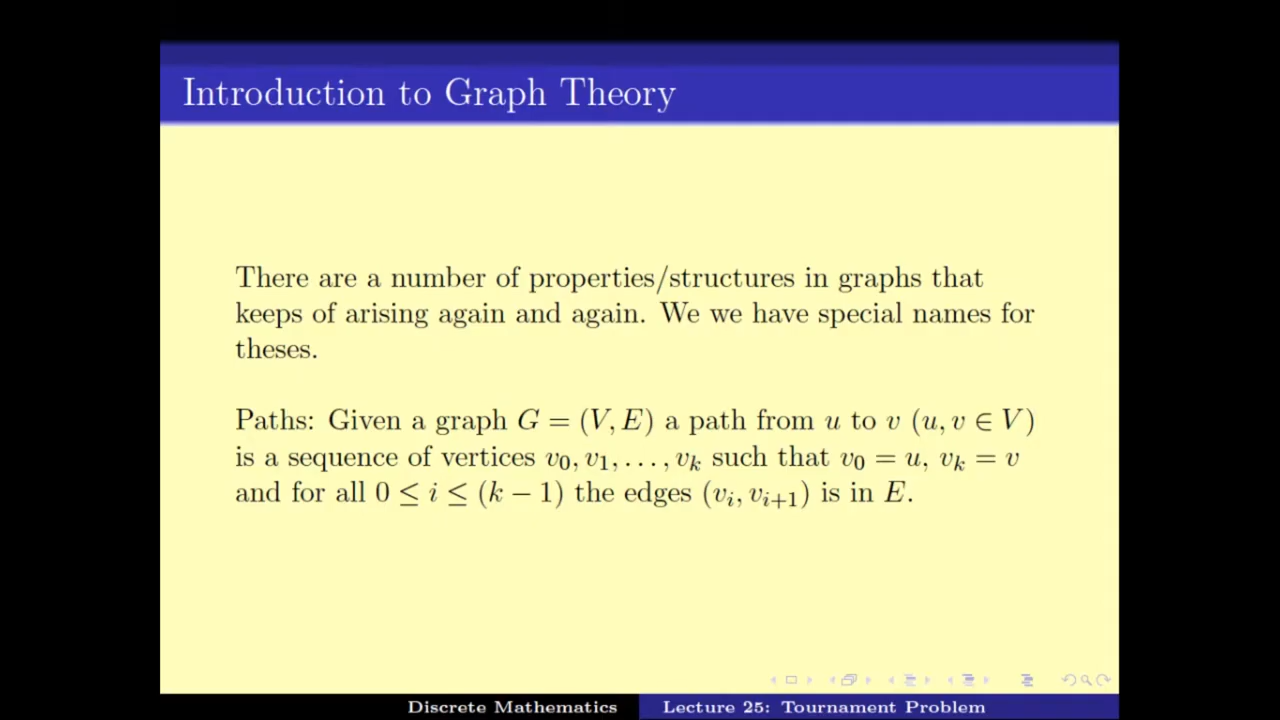 Introduction to Graph Theory
There are a number of properties/structures in graphs that
keeps of arising again and again. We we have special names for
theses.
Paths: Given a graph G = (V, E) a path from u to v (u, v ∈ V)
is a sequence of vertices v₀, v₁, . . . , vₖ such that v₀ = u, vₖ = v
and for all 0 ≤ i ≤ (k − 1) the edges (vᵢ, vᵢ₊₁) is in E.
Discrete Mathematics
Lecture 25: Tournament Problem